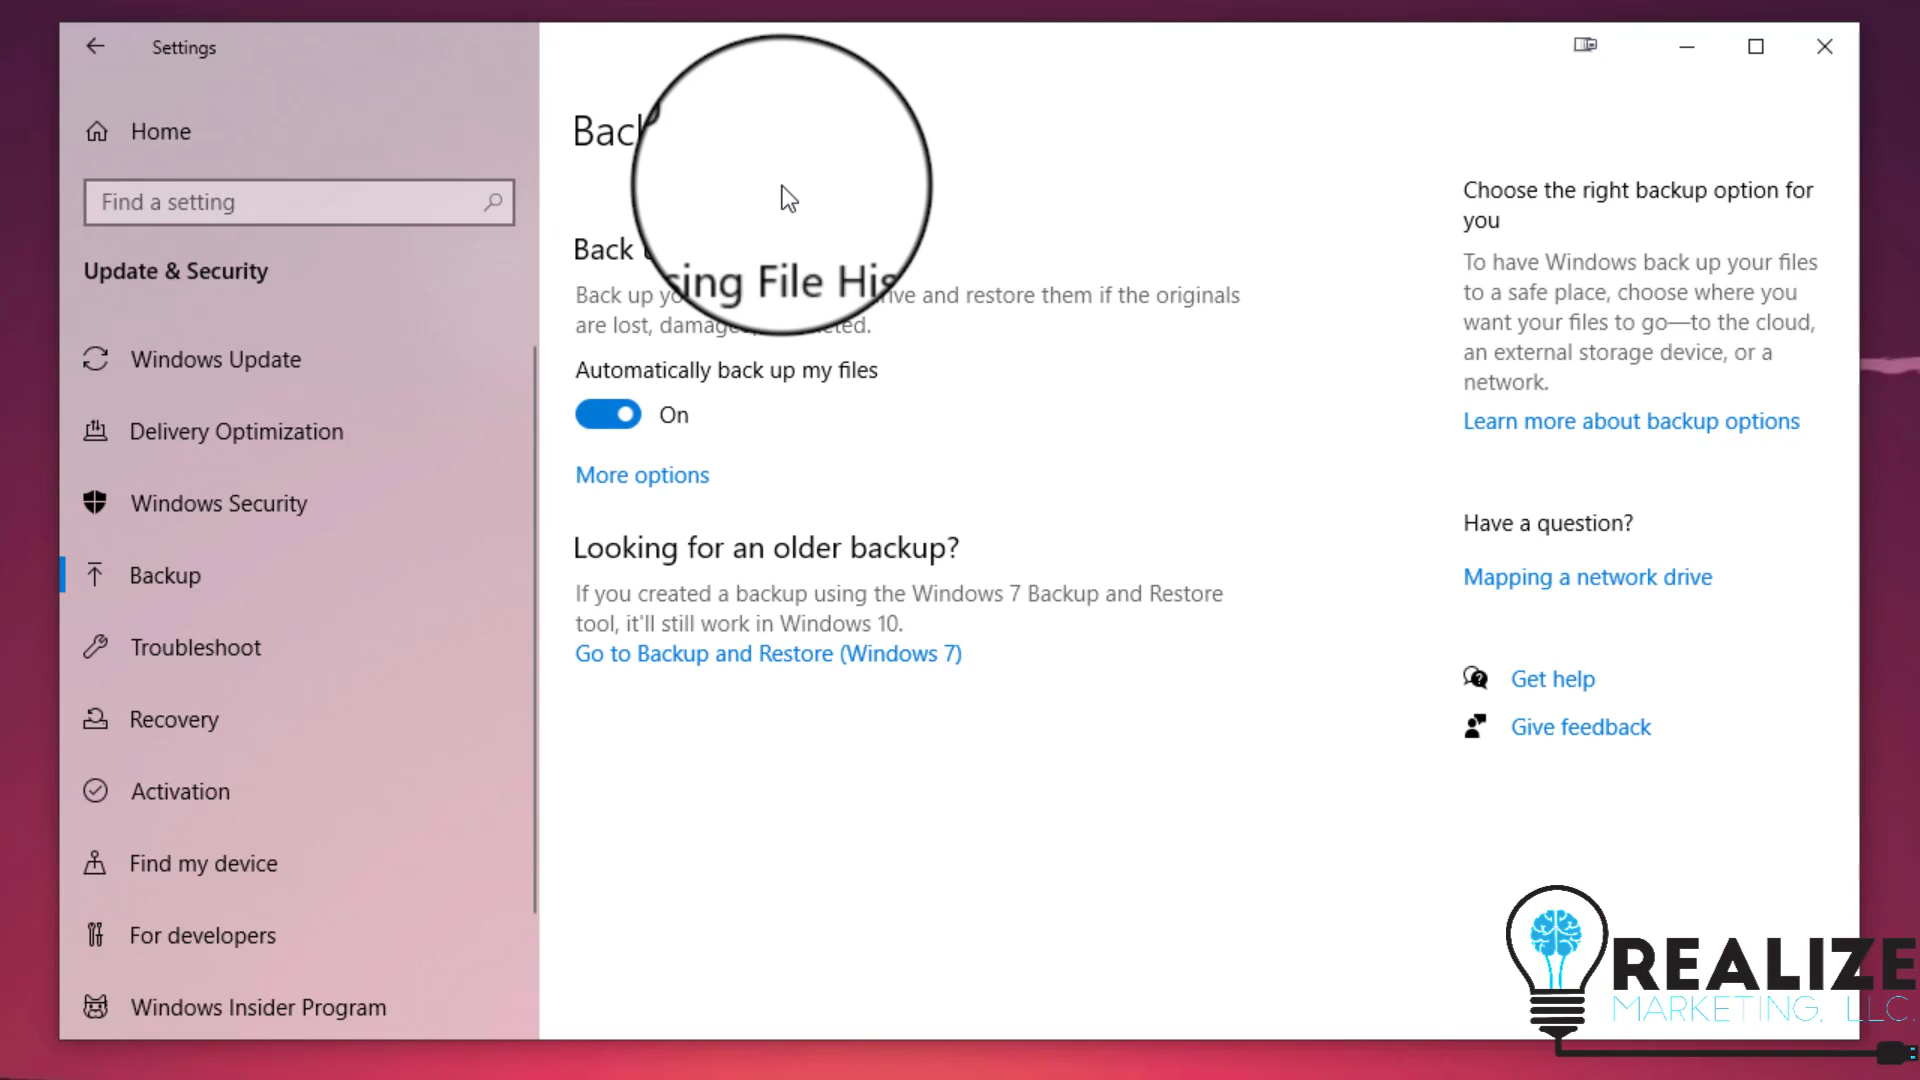 Settings
Home
Find a setting
Update & Security
Windows Update
Delivery Optimization
Windows Security
Backup
Troubleshoot
Recovery
Activation
Find my device
For developers
Windows Insider Program
Back
sing File His
Back up
and restore them if the originals
are lost,
Automatically back up my files
On
More options
Looking for an older backup?
If you created a backup using the Windows 7 Backup and Restore
tool, it'll still work in Windows 10.
Go to Backup and Restore (Windows 7)
Choose the right backup option for
you
To have Windows back up your files
to a safe place, choose where you
want your files to go—to the cloud,
an external storage device, or a
network.
Learn more about backup options
Have a question?
Mapping a network drive
Get help
Give feedback
REALIZE
MARKETING, LLC.